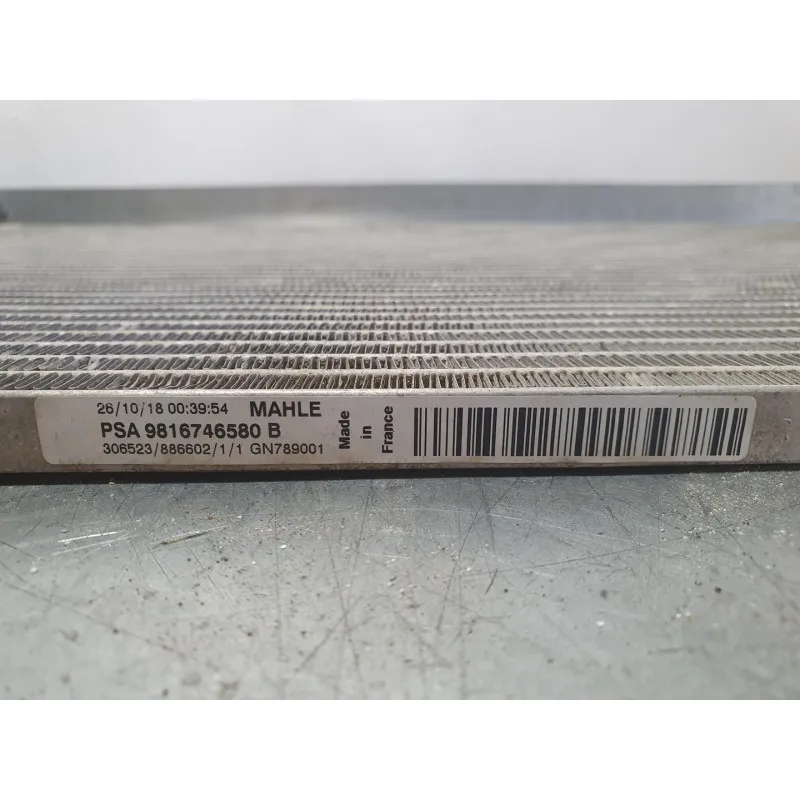 26/10/18 00:39:54 MAHLE
PSA 9816746580 B
306523/886602/1/1 GN789001
Made
in
France